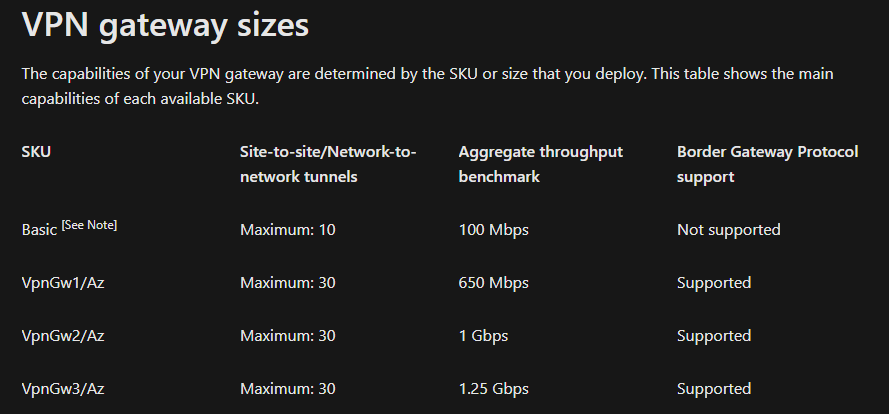 VPN gateway sizes
The capabilities of your VPN gateway are determined by the SKU or size that you deploy. This table shows the main
capabilities of each available SKU.
SKU Site-to-site/Network-to-network tunnels Aggregate throughput benchmark Border Gateway Protocol support
Basic [See Note] Maximum: 10 100 Mbps Not supported
VpnGw1/Az Maximum: 30 650 Mbps Supported
VpnGw2/Az Maximum: 30 1 Gbps Supported
VpnGw3/Az Maximum: 30 1.25 Gbps Supported